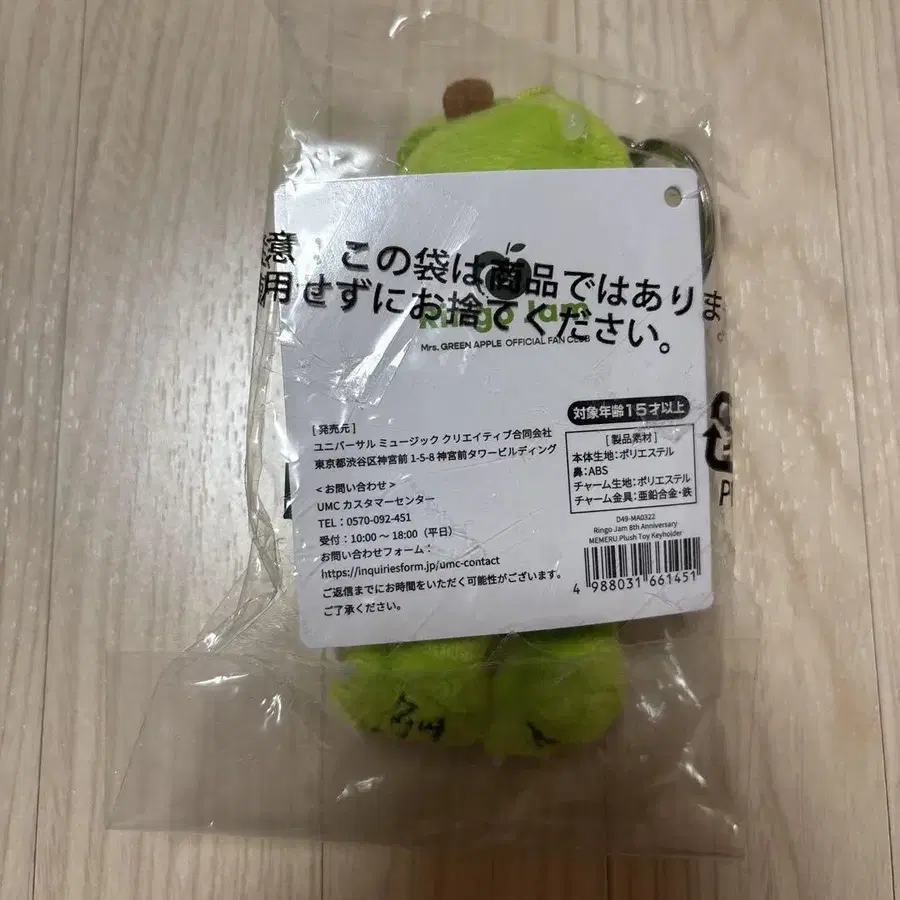 意：この袋は商品ではありま
用せずにお捨てください。
Ringo Jam
Mrs. GREEN APPLE OFFICIAL FAN CLUB
対象年齢15才以上
[発売元]
ユニバーサル ミュージック クリエイティブ合同会社
東京都渋谷区神宮前 1-5-8 神宮前タワービルディング
<お問い合わせ>
UMC カスタマーセンター
TEL：0570-092-451
受付：10:00 〜 18:00（平日）
お問い合わせフォーム：
https://inquiriesform.jp/umc-contact
ご返信までにお時間をいただく可能性がございます。
ご了承ください。
[製品素材]
本体生地：ポリエステル
鼻：ABS
チャーム生地：ポリエステル
チャーム金具：亜鉛合金・鉄
D49-MA0322
Ringo Jam 8th Anniversary
MEMERU Plush Toy Keyholder
4 988031 661451